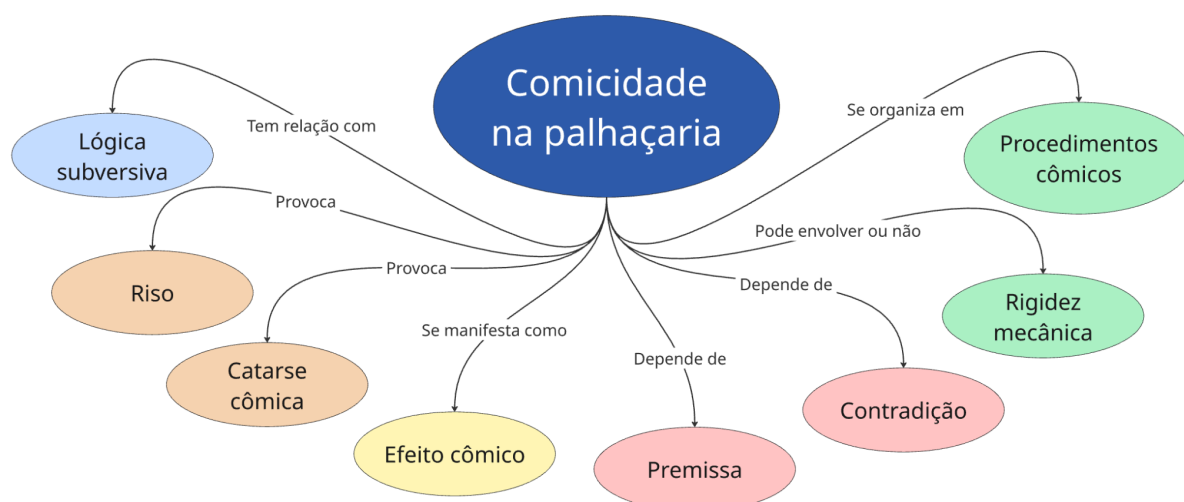 Comicidade
na palhaçaria
Tem relação com
Lógica
subversiva
Provoca
Riso
Provoca
Catarse
cômica
Se manifesta como
Efeito cômico
Depende de
Premissa
Depende de
Contradição
Pode envolver ou não
Rigidez
mecânica
Se organiza em
Procedimentos
cômicos